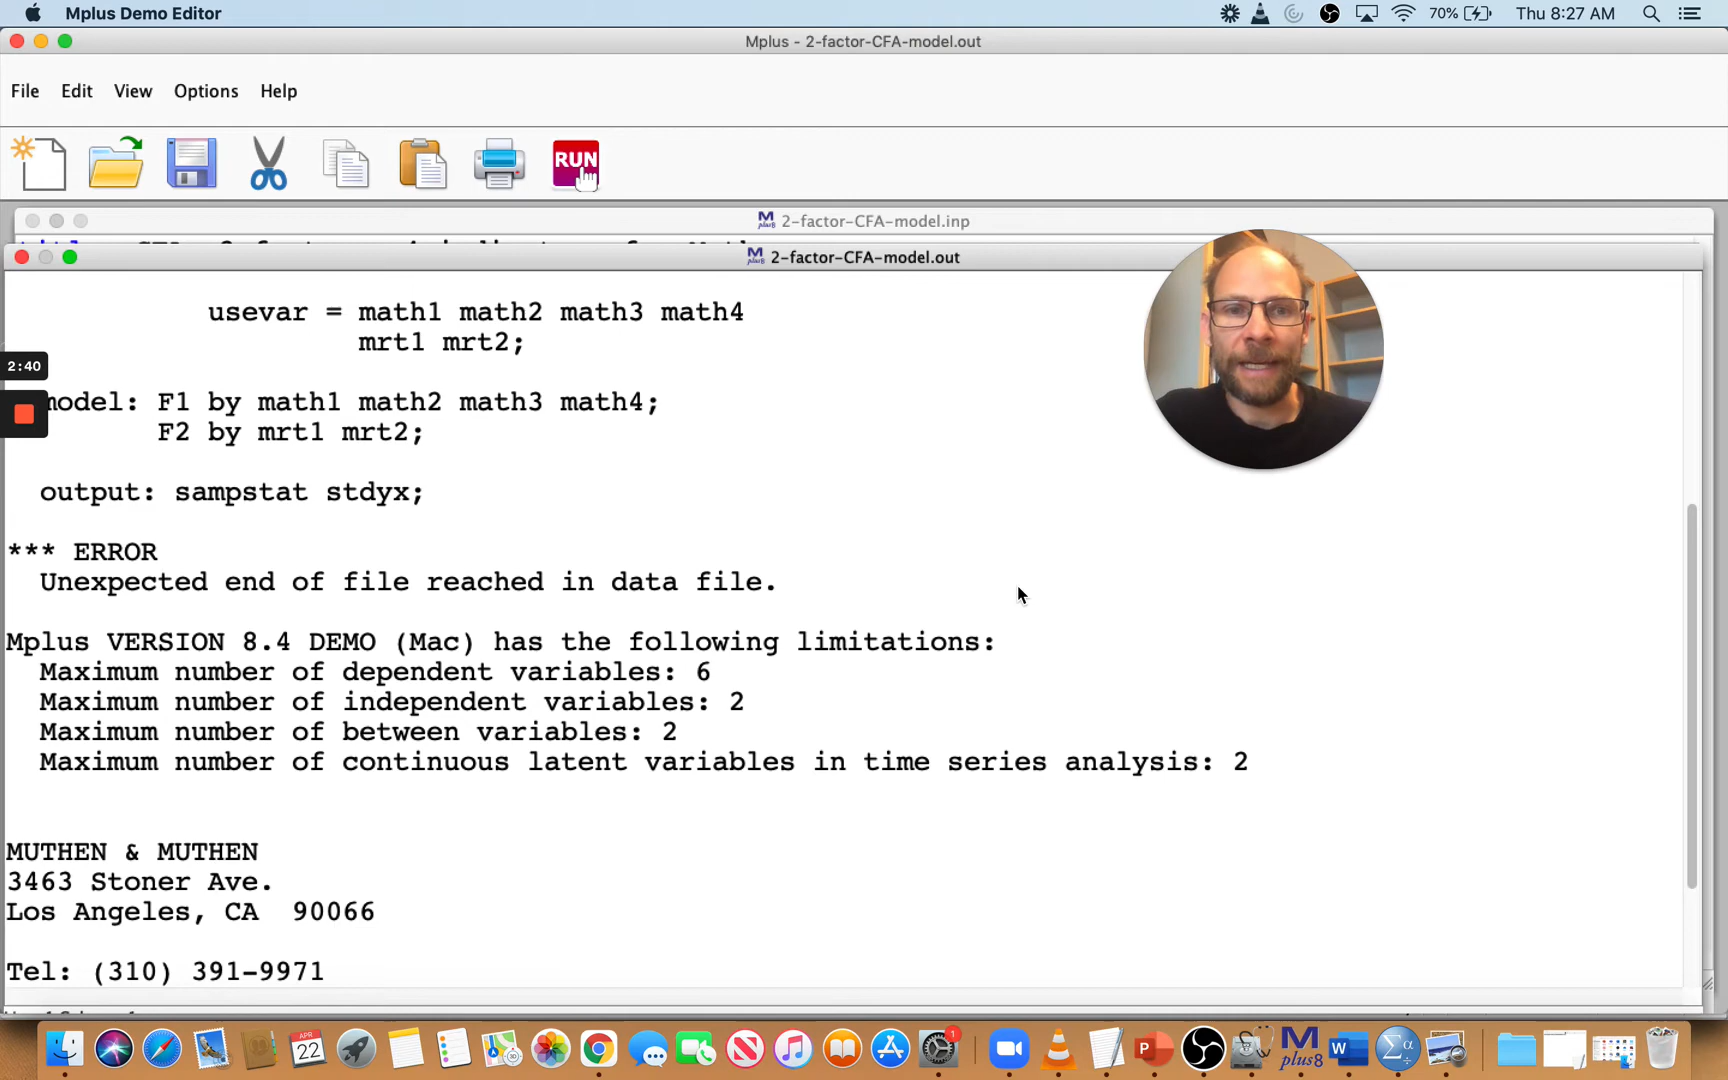 Mplus Demo Editor
70%
Thu 8:27 AM
Mplus - 2-factor-CFA-model.out
File Edit View Options Help
RUN
2-factor-CFA-model.inp
2-factor-CFA-model.out
usevar = math1 math2 math3 math4
mrt1 mrt2;
2:40
model: F1 by math1 math2 math3 math4;
F2 by mrt1 mrt2;
output: sampstat stdyx;
*** ERROR
Unexpected end of file reached in data file.
Mplus VERSION 8.4 DEMO (Mac) has the following limitations:
Maximum number of dependent variables: 6
Maximum number of independent variables: 2
Maximum number of between variables: 2
Maximum number of continuous latent variables in time series analysis: 2
MUTHEN & MUTHEN
3463 Stoner Ave.
Los Angeles, CA 90066
Tel: (310) 391-9971
APR
22
1